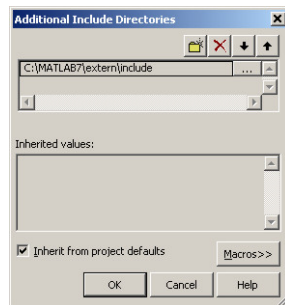 Additional Include Directories
C:\MATLAB7\extern\include
...
Inherited values:
Inherit from project defaults
Macros>>
OK
Cancel
Help